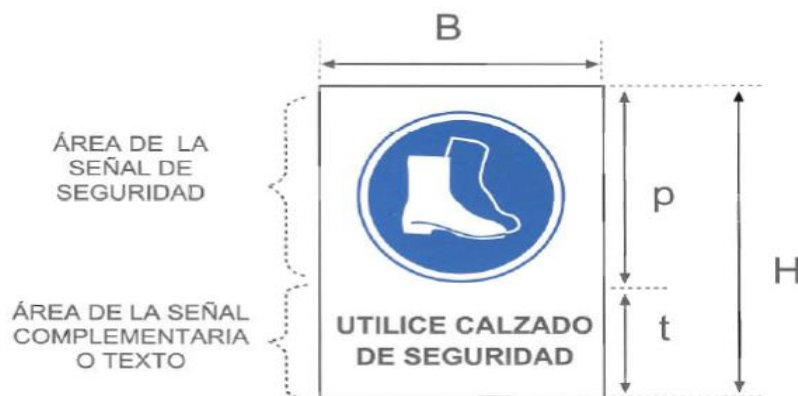 B
ÁREA DE LA
SEÑAL DE
SEGURIDAD
p
H
ÁREA DE LA SEÑAL
COMPLEMENTARIA
O TEXTO
UTILICE CALZADO
DE SEGURIDAD
t